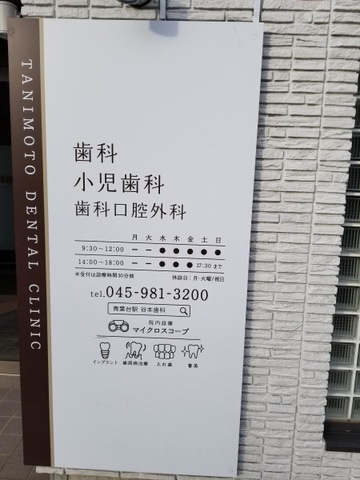 TANIMOTO DENTAL CLINIC
歯科
小児歯科
歯科口腔外科
月 火 水 木 金 土 日
9:30〜12:00 — — ● ● ● ● ●
14:00〜18:00 — — ● ● ● 17:30まで
※受付は診療時間30分前 休診日:月・火曜/祝日
tel.045-981-3200
青葉台駅 谷本歯科
院内設備
マイクロスコープ
インプラント 歯周病治療 入れ歯 審美